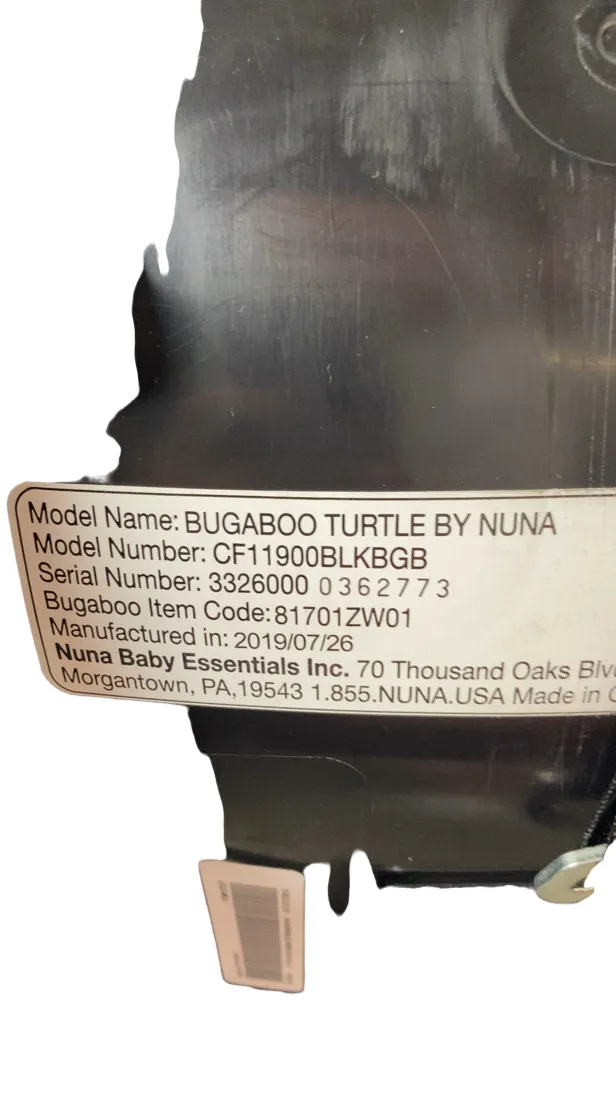 Model Name: BUGABOO TURTLE BY NUNA
Model Number: CF11900BLKBGB
Serial Number: 3326000 0362773
Bugaboo Item Code: 81701ZW01
Manufactured in: 2019/07/26
Nuna Baby Essentials Inc. 70 Thousand Oaks
Morgantown, PA,19543 1.855.NUNA.USA Made in